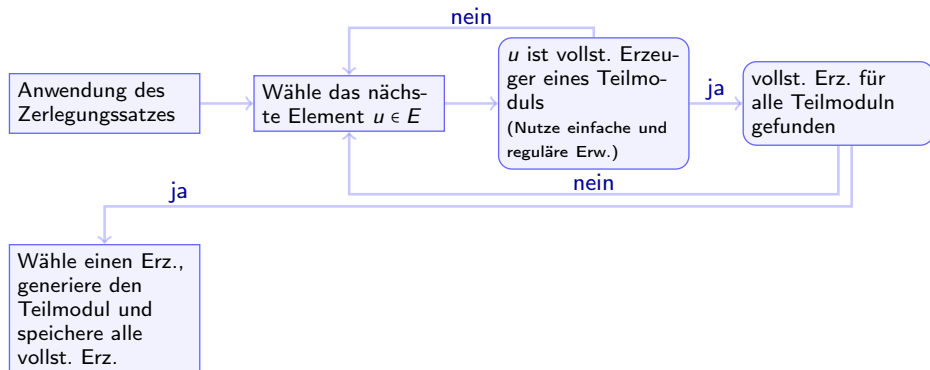 nein
Anwendung des
Zerlegungssatzes
Wähle das nächs-
te Element u ∈ E
u ist vollst. Erzeu-
ger eines Teilmo-
duls
(Nutze einfache und
reguläre Erw.)
ja
vollst. Erz. für
alle Teilmoduln
gefunden
nein
ja
Wähle einen Erz.,
generiere den
Teilmodul und
speichere alle
vollst. Erz.